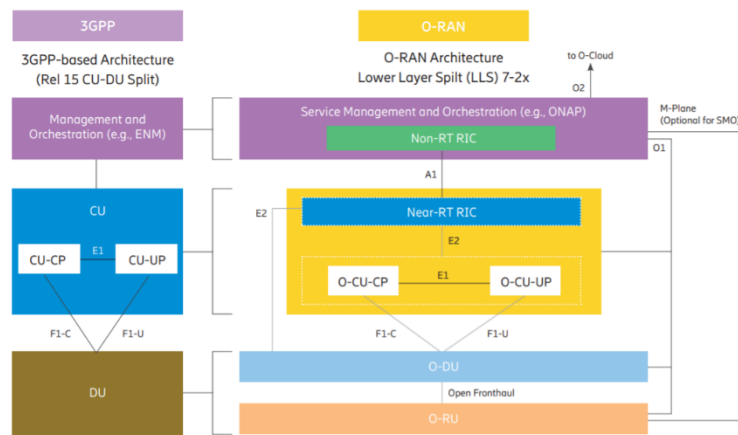 3GPP
O-RAN
3GPP-based Architecture
(Rel 15 CU-DU Split)
O-RAN Architecture
Lower Layer Spilt (LLS) 7-2x
to O-Cloud
O2
Management and
Orchestration (e.g., ENM)
Service Management and Orchestration (e.g., ONAP)
Non-RT RIC
M-Plane
(Optional for SMO)
O1
A1
CU
E2
Near-RT RIC
E2
CU-CP
E1
CU-UP
O-CU-CP
E1
O-CU-UP
F1-C
F1-U
F1-C
F1-U
DU
O-DU
Open Fronthaul
O-RU